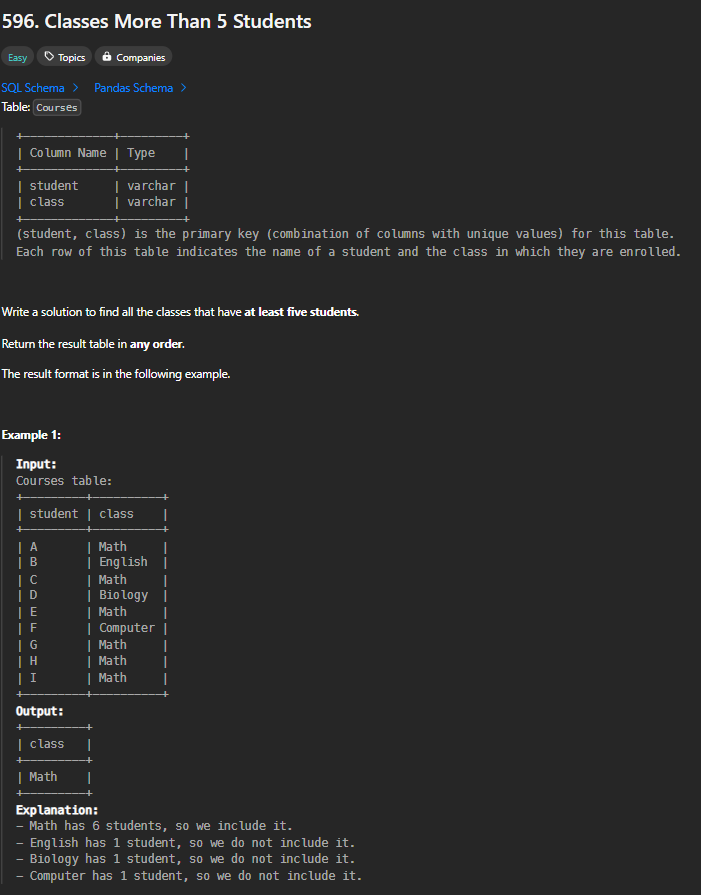 596. Classes More Than 5 Students
Easy Topics Companies
SQL Schema > Pandas Schema >
Table: Courses
+-------------+---------+
| Column Name | Type    |
+-------------+---------+
| student     | varchar |
| class       | varchar |
+-------------+---------+
(student, class) is the primary key (combination of columns with unique values) for this table.
Each row of this table indicates the name of a student and the class in which they are enrolled.
Write a solution to find all the classes that have at least five students.
Return the result table in any order.
The result format is in the following example.
Example 1:
Input:
Courses table:
+---------+----------+
| student | class    |
+---------+----------+
| A       | Math     |
| B       | English  |
| C       | Math     |
| D       | Biology  |
| E       | Math     |
| F       | Computer |
| G       | Math     |
| H       | Math     |
| I       | Math     |
+---------+----------+
Output:
+---------+
| class   |
+---------+
| Math    |
+---------+
Explanation:
- Math has 6 students, so we include it.
- English has 1 student, so we do not include it.
- Biology has 1 student, so we do not include it.
- Computer has 1 student, so we do not include it.